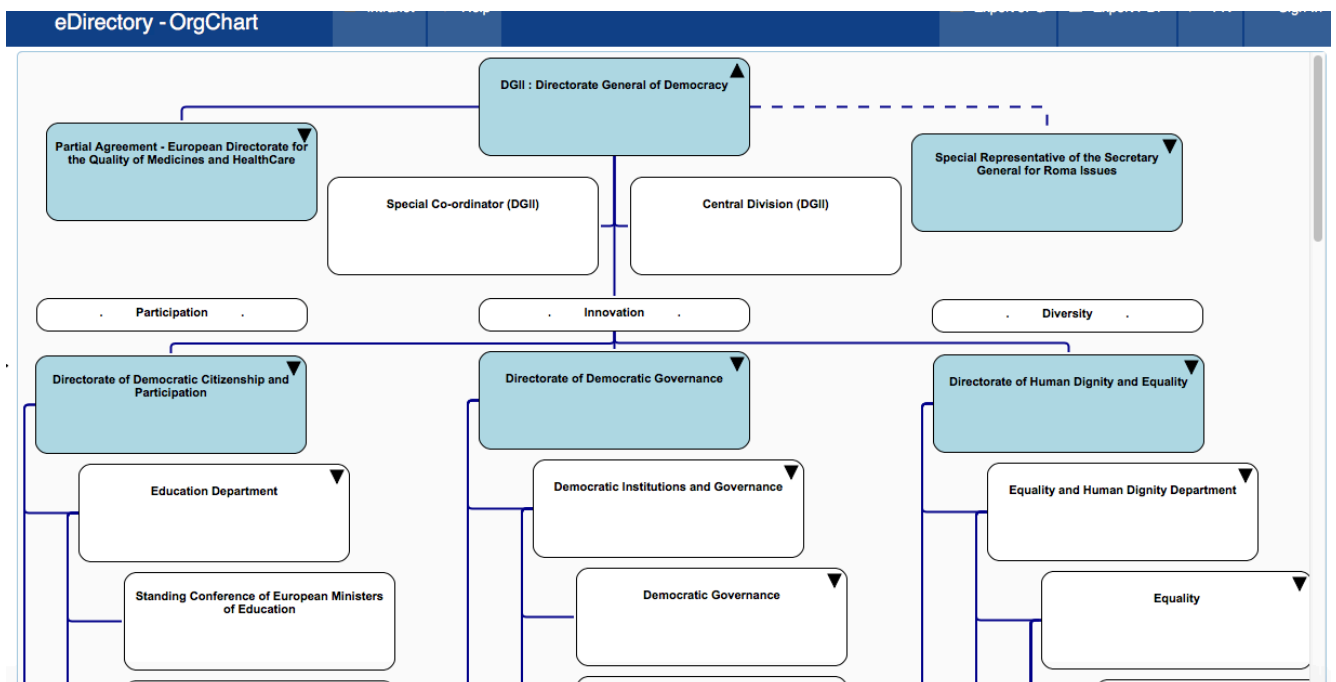 eDirectory - OrgChart
Help
DGII : Directorate General of Democracy
Partial Agreement - European Directorate for
the Quality of Medicines and HealthCare
Special Representative of the Secretary
General for Roma Issues
Special Co-ordinator (DGII)
Central Division (DGII)
. Participation .
. Innovation .
. Diversity .
Directorate of Democratic Citizenship and
Participation
Directorate of Democratic Governance
Directorate of Human Dignity and Equality
Education Department
Democratic Institutions and Governance
Equality and Human Dignity Department
Standing Conference of European Ministers
of Education
Democratic Governance
Equality